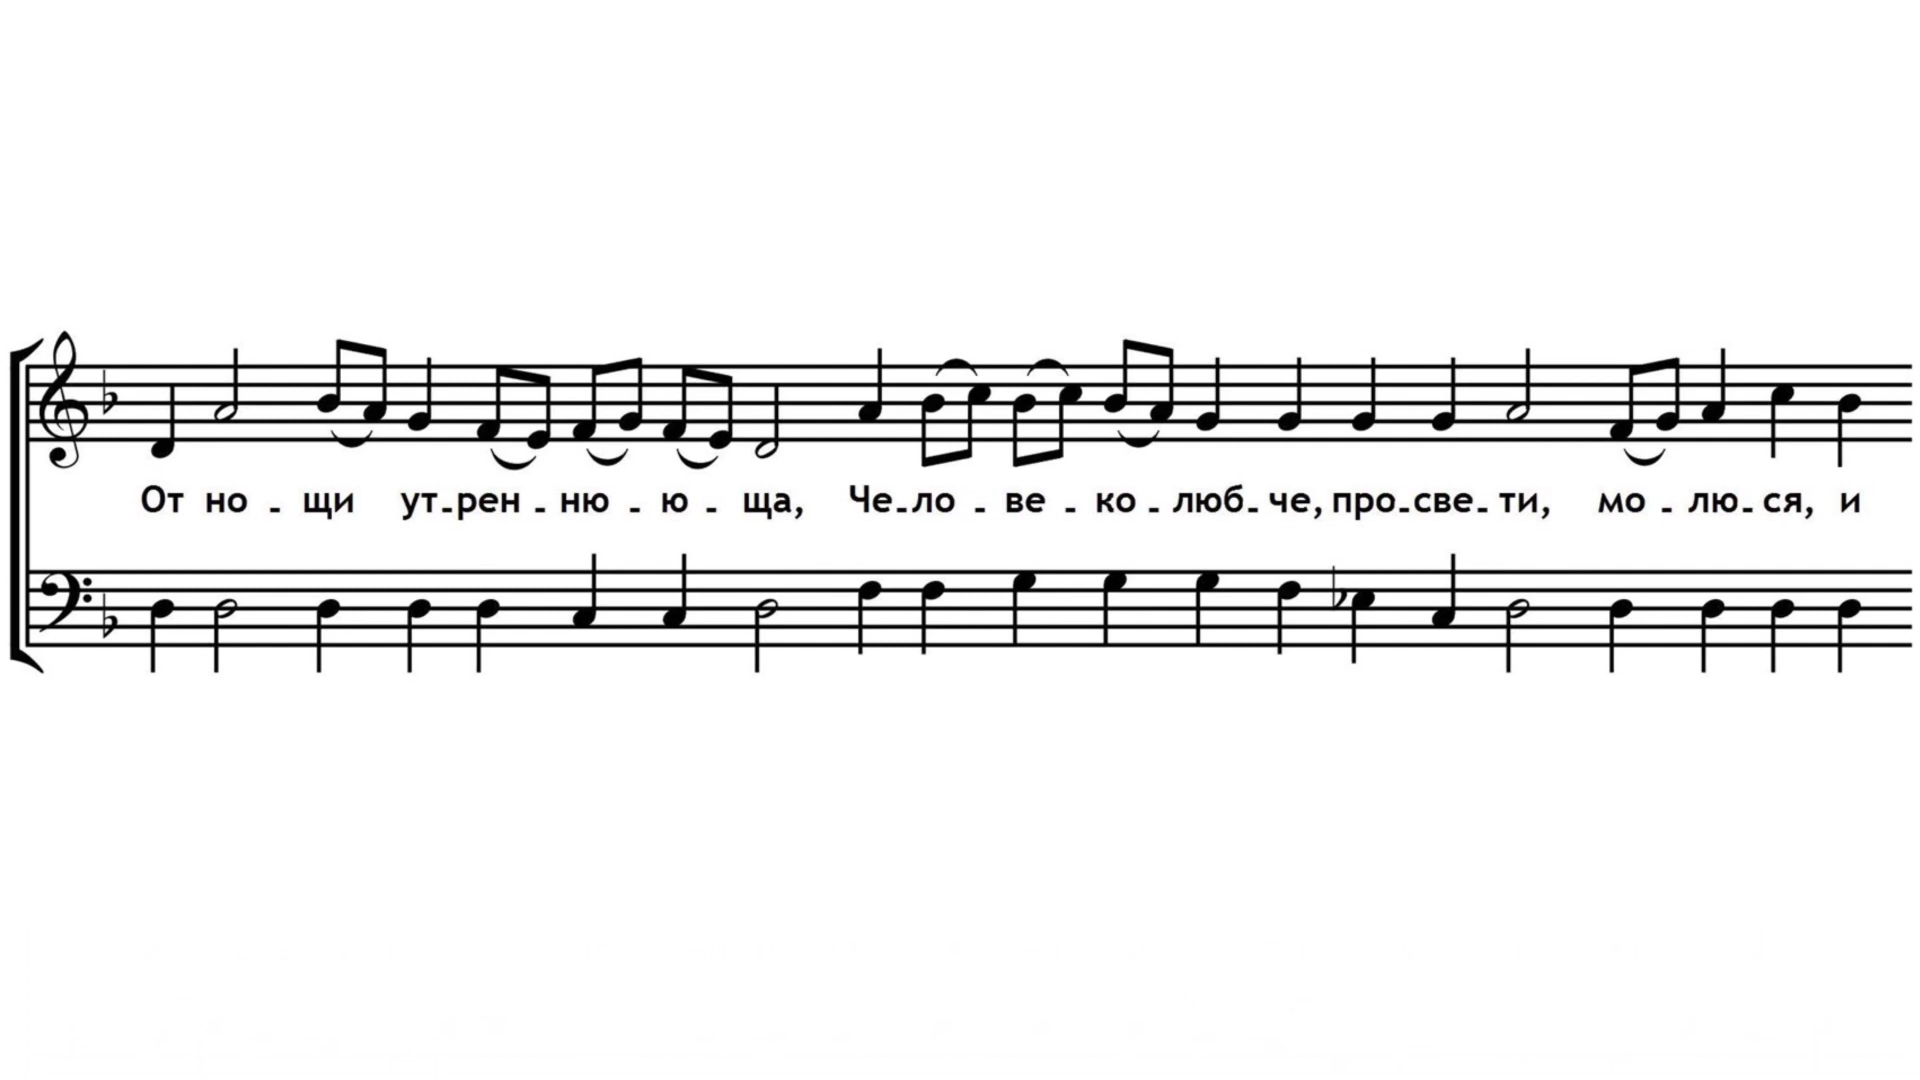 От но - щи ут-рен - ню - ю - ща, Че-ло - ве - ко - люб-че, про-све-ти, мо - лю-ся, и